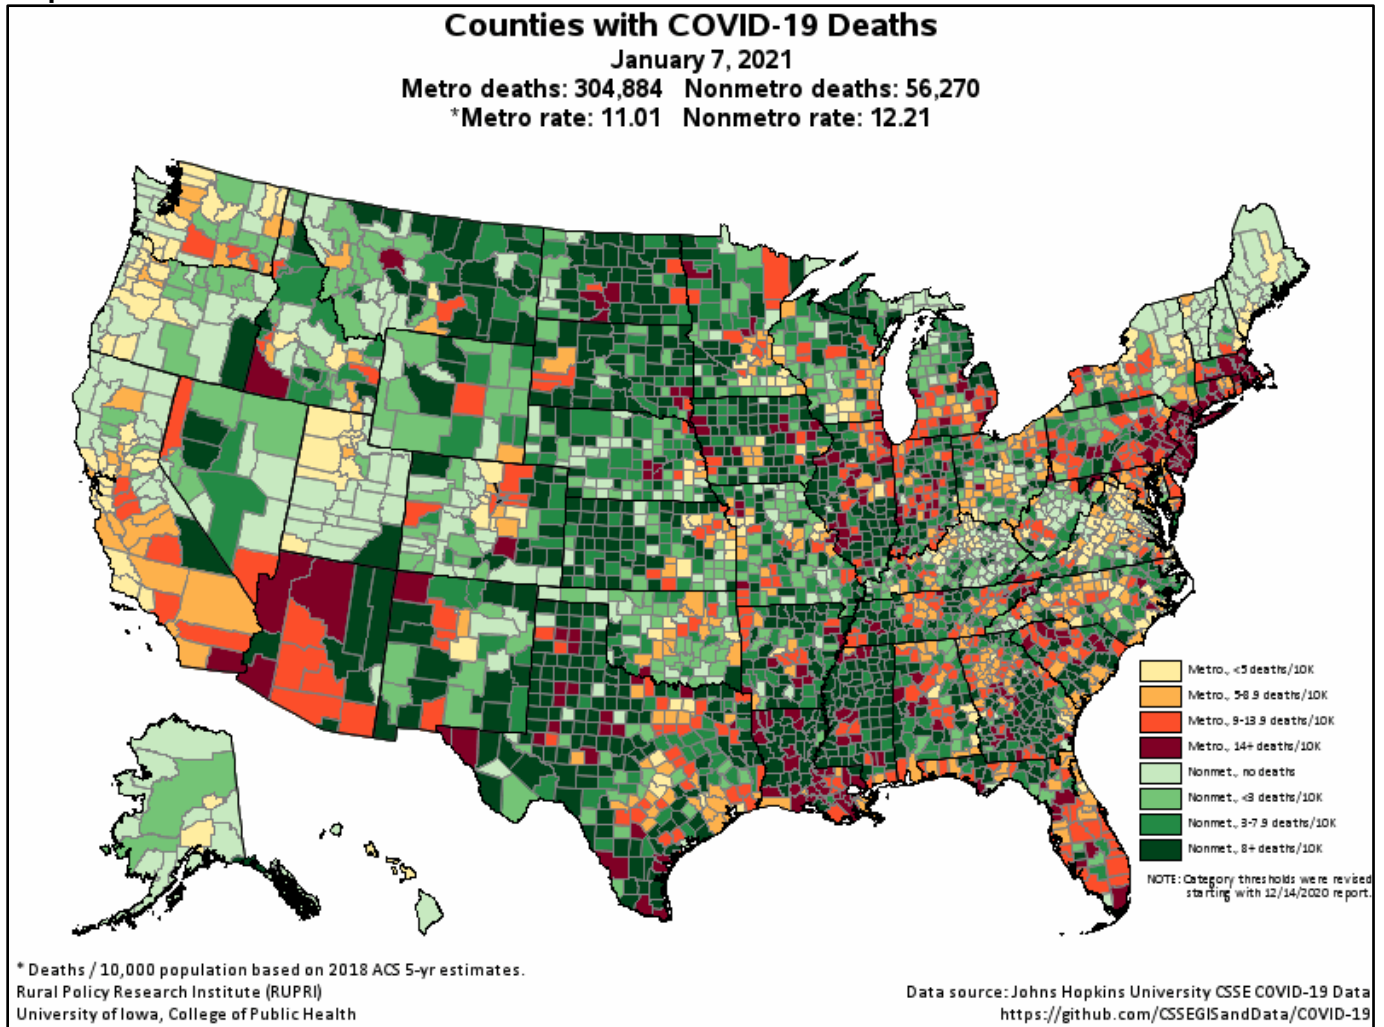 Counties with COVID-19 Deaths
January 7, 2021
Metro deaths: 304,884   Nonmetro deaths: 56,270
*Metro rate: 11.01   Nonmetro rate: 12.21
Metro., <5 deaths/10K
Metro., 5-8.9 deaths/10K
Metro., 9-13.9 deaths/10K
Metro., 14+ deaths/10K
Nonmet., no deaths
Nonmet., <3 deaths/10K
Nonmet., 3-7.9 deaths/10K
Nonmet., 8+ deaths/10K
NOTE: Category thresholds were revised
starting with 12/14/2020 report.
* Deaths / 10,000 population based on 2018 ACS 5-yr estimates.
Rural Policy Research Institute (RUPRI)
University of Iowa, College of Public Health
Data source: Johns Hopkins University CSSE COVID-19 Data
https://github.com/CSSEGISandData/COVID-19